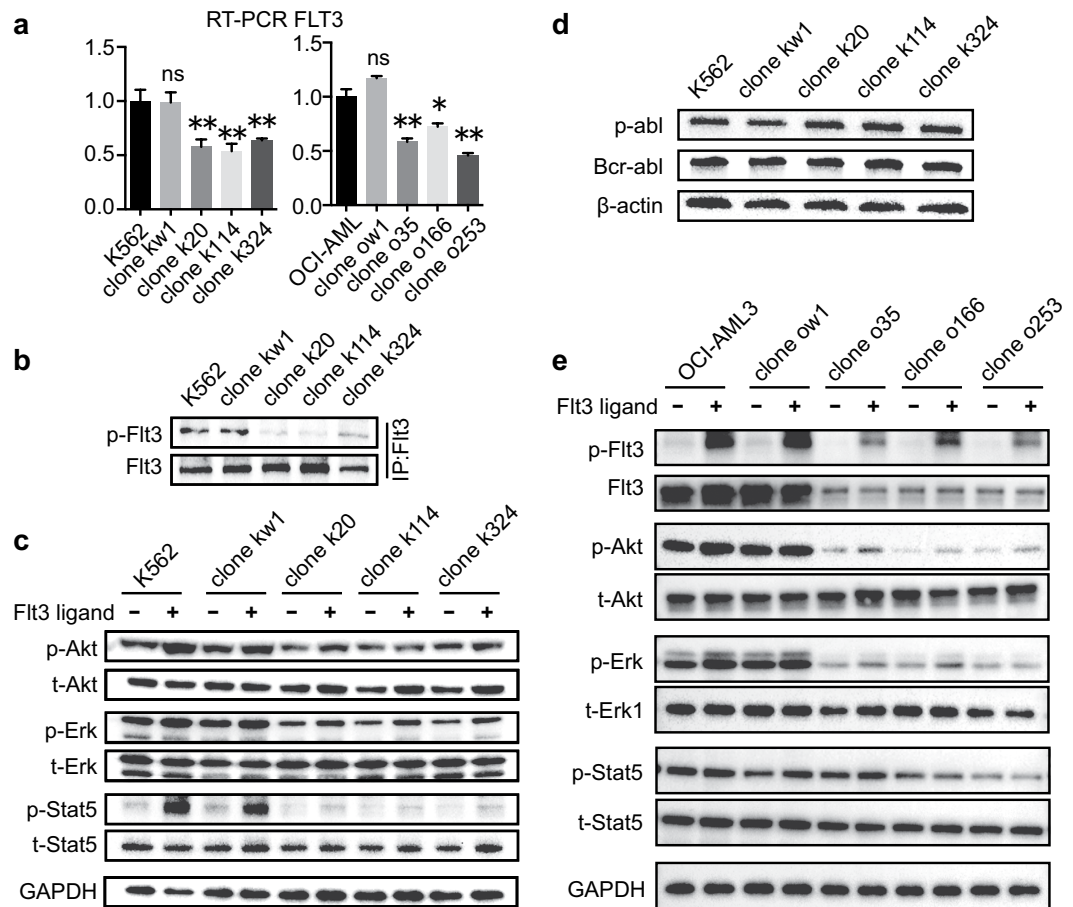 a
RT-PCR FLT3
1.5
1.0
0.5
0.0
ns
**
**
**
K562
clone kw1
clone k20
clone k114
clone k324
1.5
1.0
0.5
0.0
ns
**
*
**
OCI-AML
clone ow1
clone o35
clone o166
clone o253
b
K562
clone kw1
clone k20
clone k114
clone k324
p-Flt3
Flt3
IP:Flt3
c
K562
clone kw1
clone k20
clone k114
clone k324
Flt3 ligand - + - + - + - + - +
p-Akt
t-Akt
p-Erk
t-Erk
p-Stat5
t-Stat5
GAPDH
d
K562
clone kw1
clone k20
clone k114
clone k324
p-abl
Bcr-abl
β-actin
e
OCI-AML3
clone ow1
clone o35
clone o166
clone o253
Flt3 ligand - + - + - + - + - +
p-Flt3
Flt3
p-Akt
t-Akt
p-Erk
t-Erk1
p-Stat5
t-Stat5
GAPDH